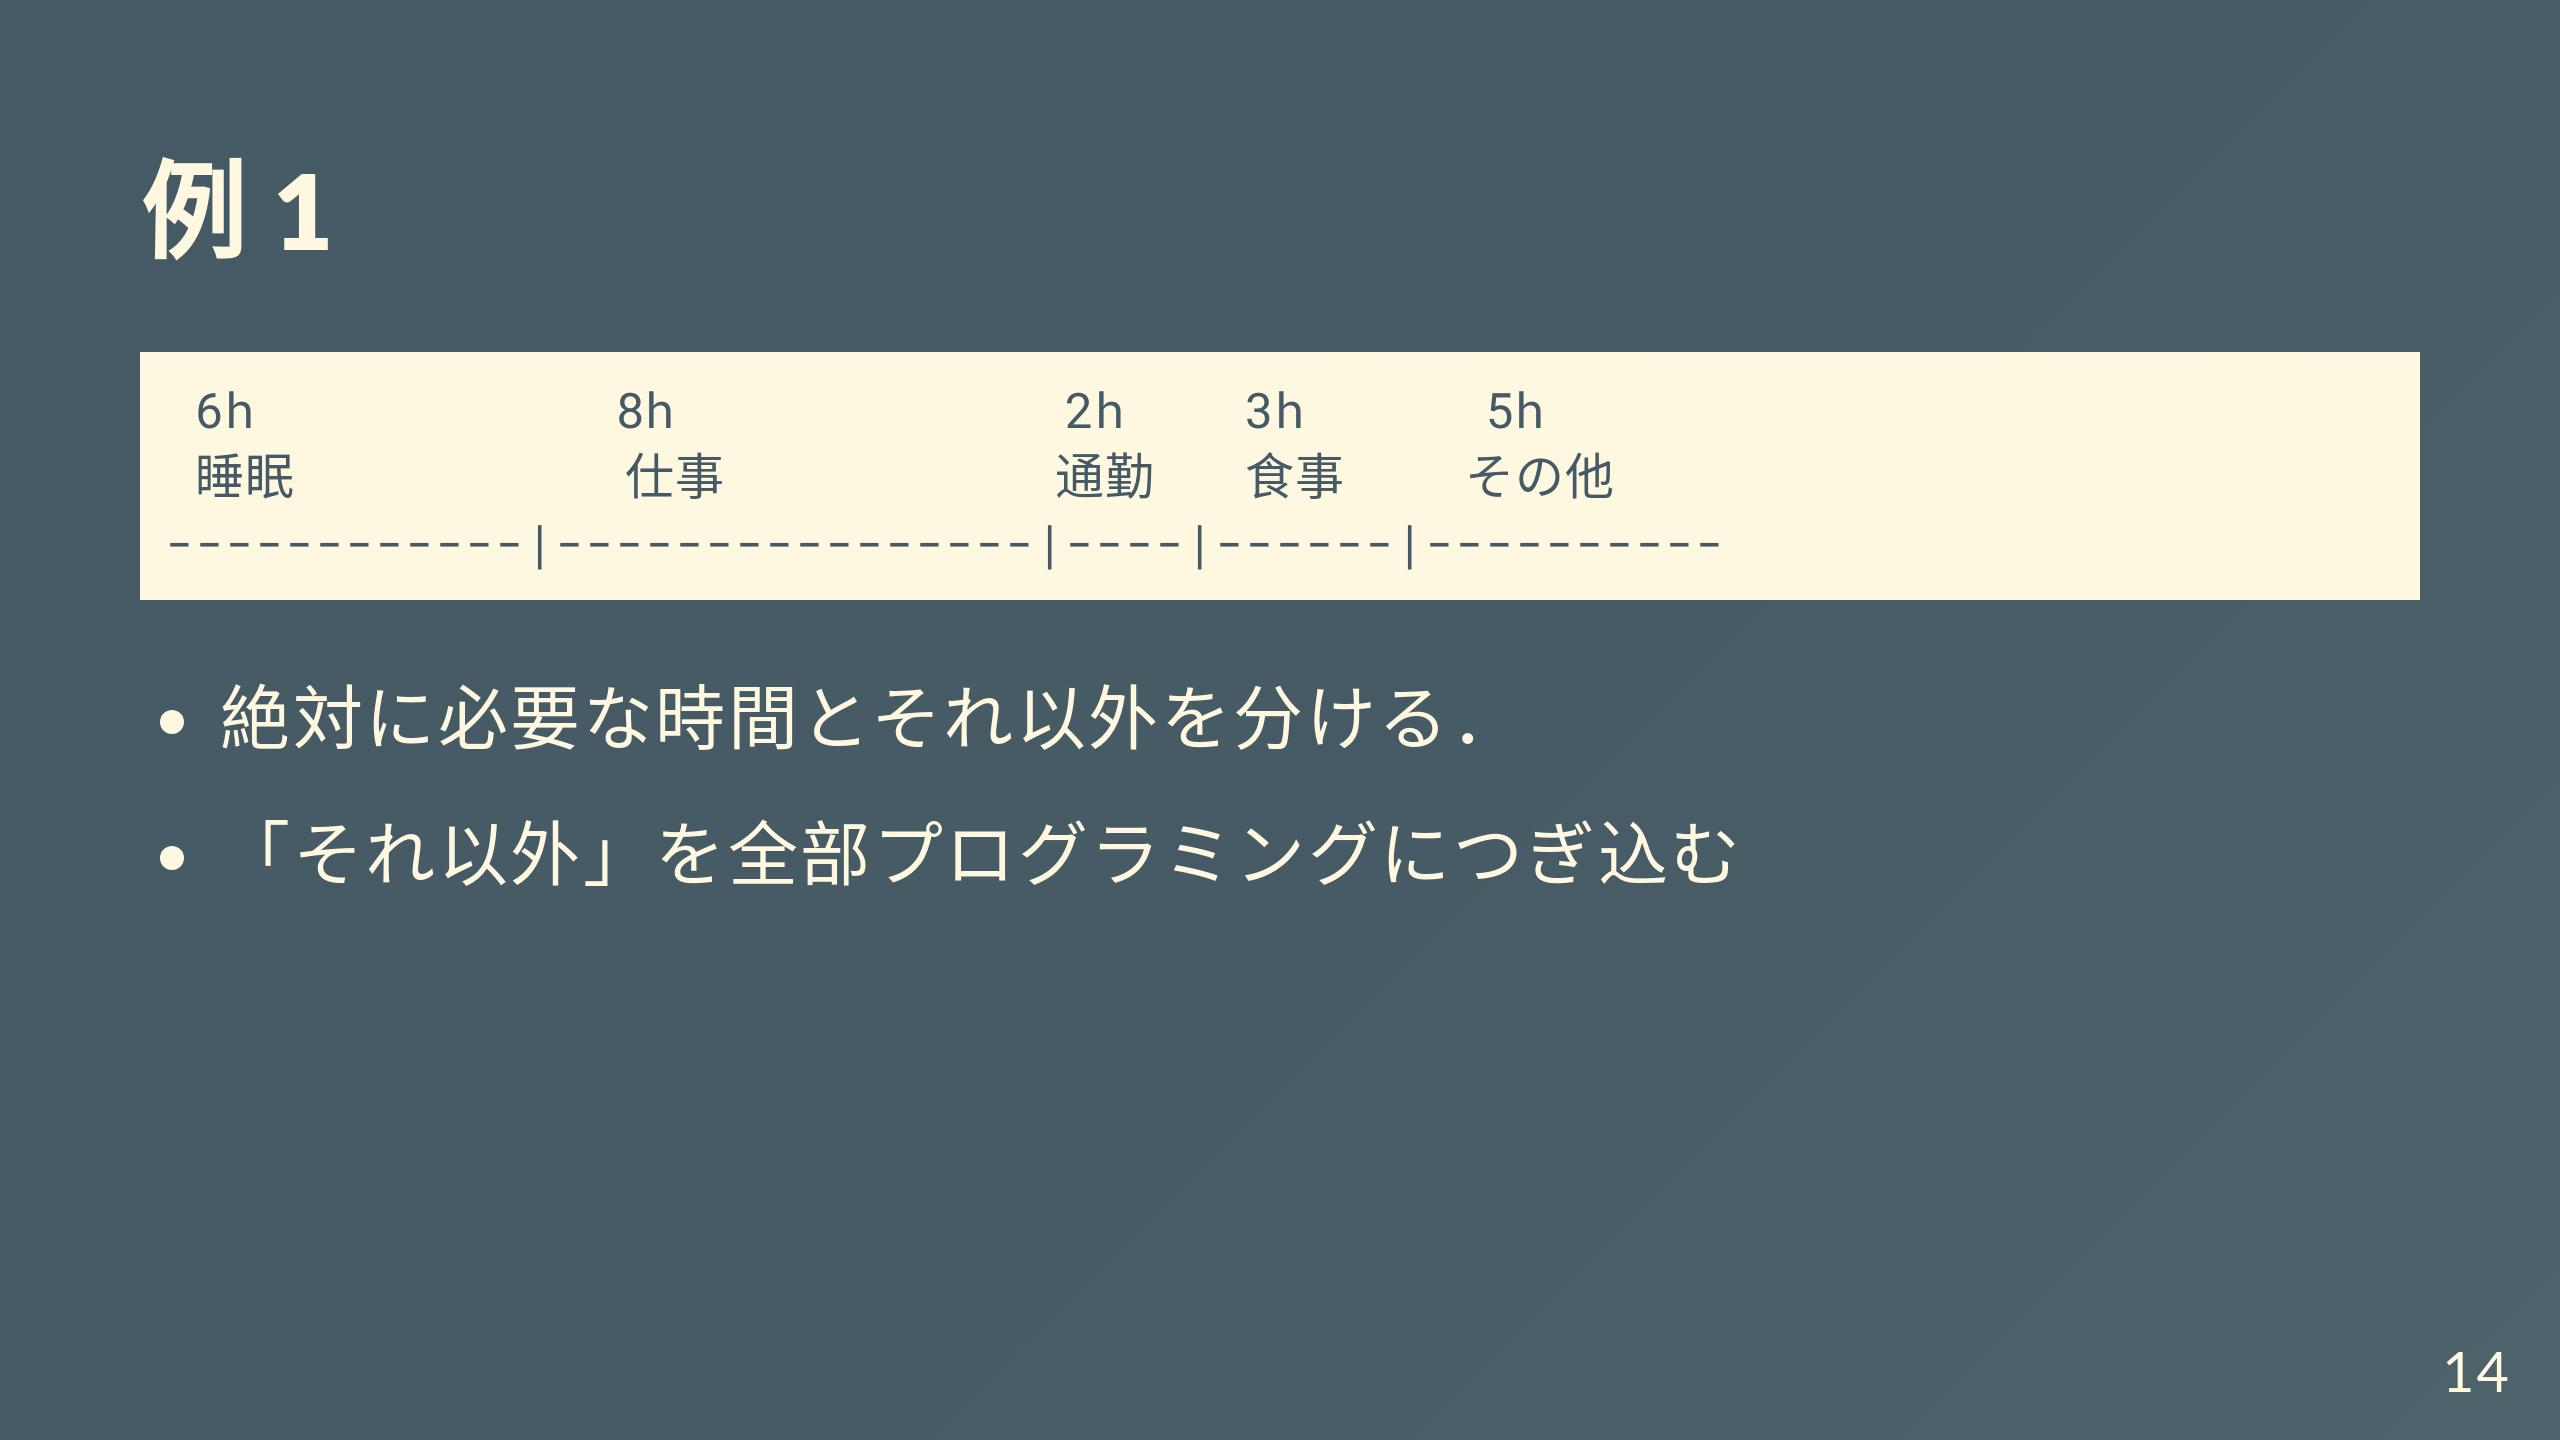 例 1
6h 8h 2h 3h 5h
睡眠 仕事 通勤 食事 その他
------------|----------------|----|------|----------
• 絶対に必要な時間とそれ以外を分ける．
• 「それ以外」を全部プログラミングにつぎ込む
14